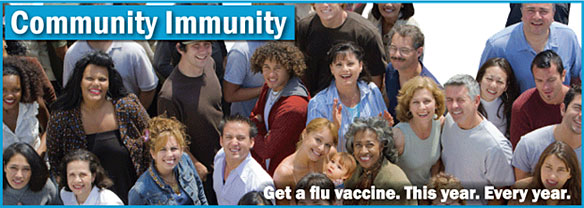 Community Immunity
Get a flu vaccine. This year. Every year.